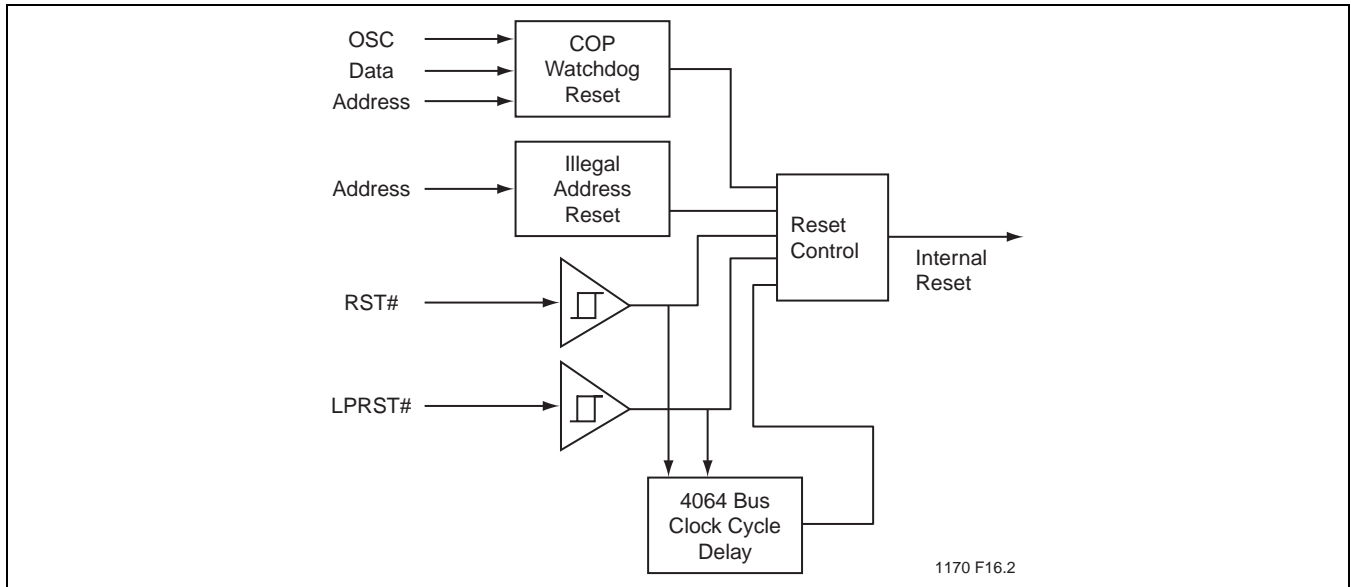 OSC
Data
Address
COP
Watchdog
Reset
Address
Illegal
Address
Reset
RST#
LPRST#
Reset
Control
Internal
Reset
4064 Bus
Clock Cycle
Delay
1170 F16.2